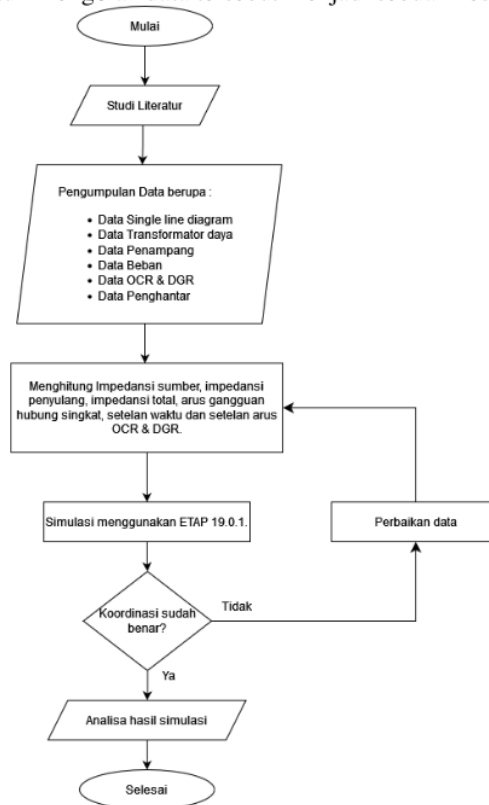 Mulai
Studi Literatur
Pengumpulan Data berupa :
• Data Single line diagram
• Data Transformator daya
• Data Penampang
• Data Beban
• Data OCR & DGR
• Data Penghantar
Menghitung Impedansi sumber, impedansi
penyulang, impedansi total, arus gangguan
hubung singkat, setelan waktu dan setelan arus
OCR & DGR.
Simulasi menggunakan ETAP 19.0.1.
Perbaikan data
Koordinasi sudah
benar?
Tidak
Ya
Analisa hasil simulasi
Selesai